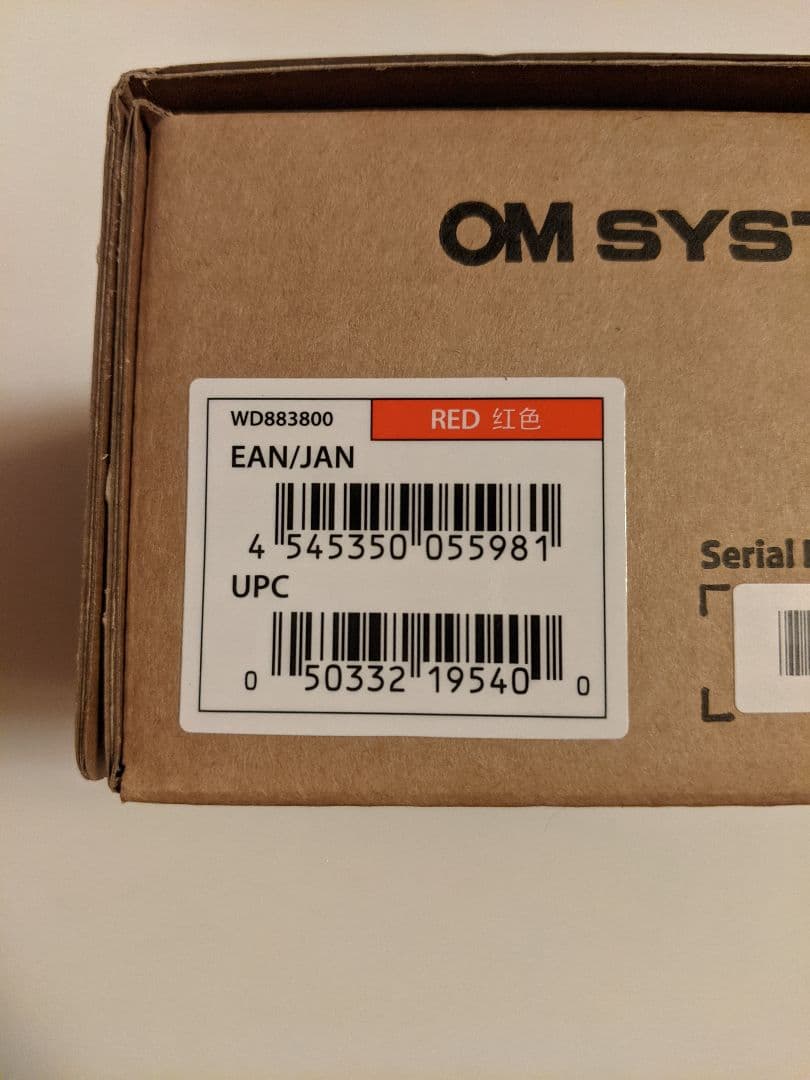 OM SYST
WD883800 RED 红色
EAN/JAN
4 545350 055981
UPC
0 50332 19540 0
Serial